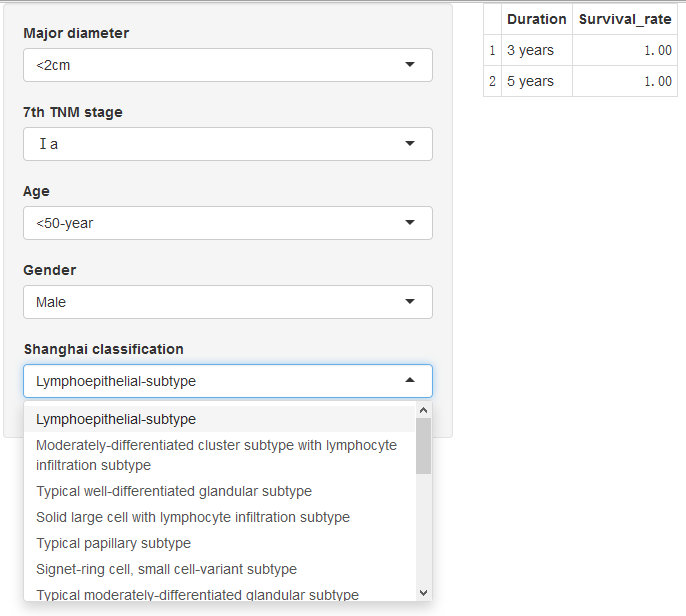 Major diameter
<2cm
7th TNM stage
Ⅰa
Age
<50-year
Gender
Male
Shanghai classification
Lymphoepithelial-subtype
Lymphoepithelial-subtype
Moderately-differentiated cluster subtype with lymphocyte
infiltration subtype
Typical well-differentiated glandular subtype
Solid large cell with lymphocyte infiltration subtype
Typical papillary subtype
Signet-ring cell, small cell-variant subtype
Typical moderately-differentiated glandular subtype
Duration Survival_rate
1 3 years 1.00
2 5 years 1.00